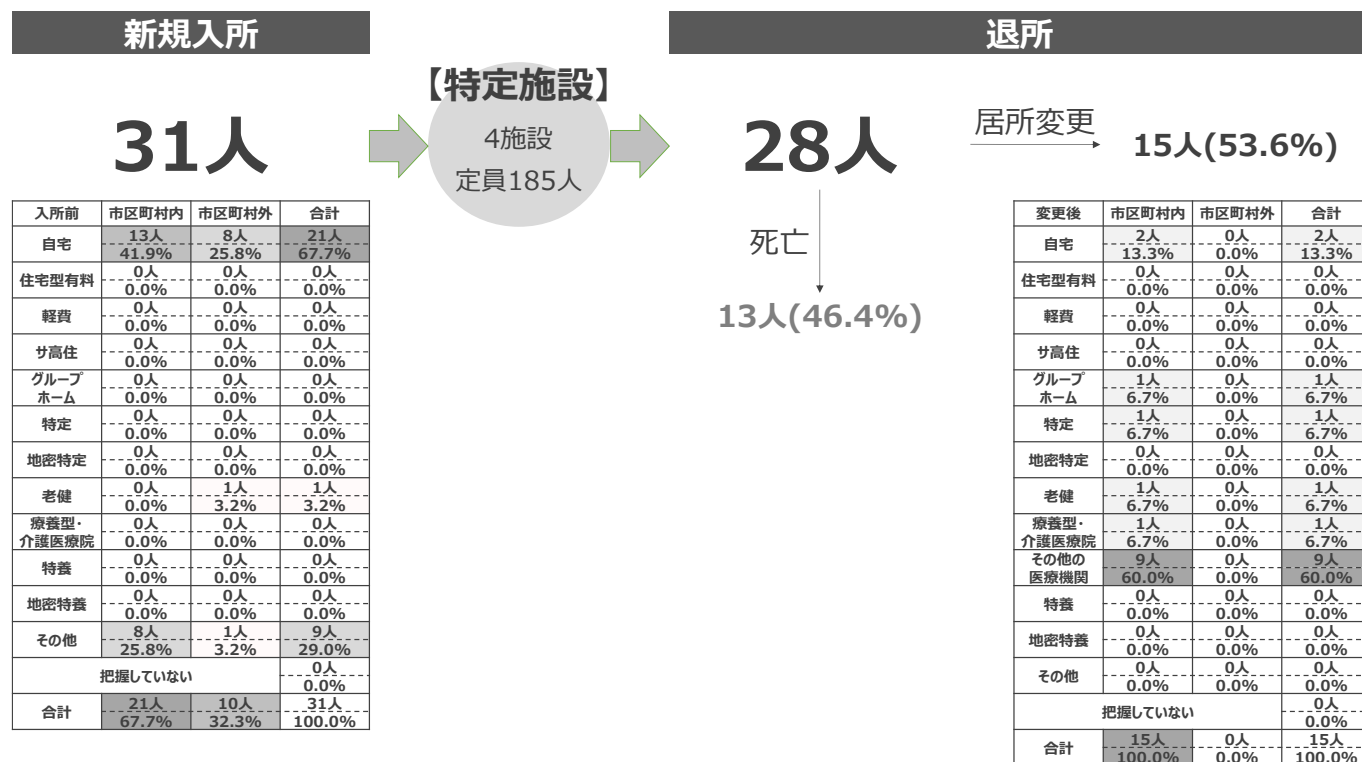 新規入所
退所
【特定施設】
4施設
定員185人
31人
28人
居所変更
15人(53.6%)
死亡
13人(46.4%)
入所前 市区町村内 市区町村外 合計
自宅 13人 8人 21人
41.9% 25.8% 67.7%
住宅型有料 0人 0人 0人
0.0% 0.0% 0.0%
軽費 0人 0人 0人
0.0% 0.0% 0.0%
サ高住 0人 0人 0人
0.0% 0.0% 0.0%
グループ 0人 0人 0人
ホーム 0.0% 0.0% 0.0%
特定 0人 0人 0人
0.0% 0.0% 0.0%
地密特定 0人 0人 0人
0.0% 0.0% 0.0%
老健 0人 1人 1人
0.0% 3.2% 3.2%
療養型・ 0人 0人 0人
介護医療院 0.0% 0.0% 0.0%
特養 0人 0人 0人
0.0% 0.0% 0.0%
地密特養 0人 0人 0人
0.0% 0.0% 0.0%
その他 8人 1人 9人
25.8% 3.2% 29.0%
把握していない 0人
0.0%
合計 21人 10人 31人
67.7% 32.3% 100.0%
変更後 市区町村内 市区町村外 合計
自宅 2人 0人 2人
13.3% 0.0% 13.3%
住宅型有料 0人 0人 0人
0.0% 0.0% 0.0%
軽費 0人 0人 0人
0.0% 0.0% 0.0%
サ高住 0人 0人 0人
0.0% 0.0% 0.0%
グループ 1人 0人 1人
ホーム 6.7% 0.0% 6.7%
特定 1人 0人 1人
6.7% 0.0% 6.7%
地密特定 0人 0人 0人
0.0% 0.0% 0.0%
老健 1人 0人 1人
6.7% 0.0% 6.7%
療養型・ 1人 0人 1人
介護医療院 6.7% 0.0% 6.7%
その他の 9人 0人 9人
医療機関 60.0% 0.0% 60.0%
特養 0人 0人 0人
0.0% 0.0% 0.0%
地密特養 0人 0人 0人
0.0% 0.0% 0.0%
その他 0人 0人 0人
0.0% 0.0% 0.0%
把握していない 0人
0.0%
合計 15人 0人 15人
100.0% 0.0% 100.0%